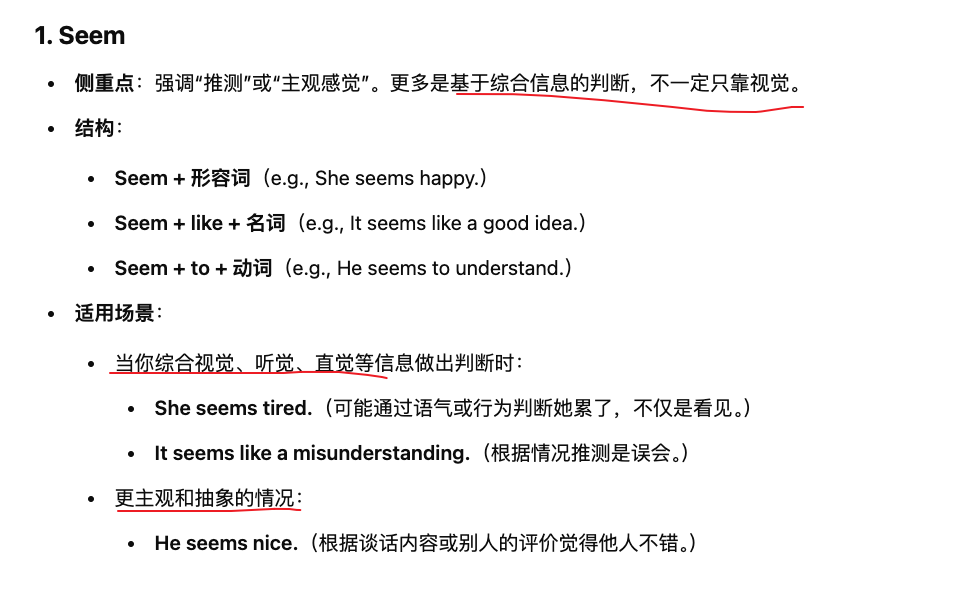 1. Seem
• 侧重点：强调“推测”或“主观感觉”。更多是基于综合信息的判断，不一定只靠视觉。
• 结构：
• Seem + 形容词（e.g., She seems happy.）
• Seem + like + 名词（e.g., It seems like a good idea.）
• Seem + to + 动词（e.g., He seems to understand.）
• 适用场景：
• 当你综合视觉、听觉、直觉等信息做出判断时：
• She seems tired.（可能通过语气或行为判断她累了，不仅是看见。）
• It seems like a misunderstanding.（根据情况推测是误会。）
• 更主观和抽象的情况：
• He seems nice.（根据谈话内容或别人的评价觉得他人不错。）